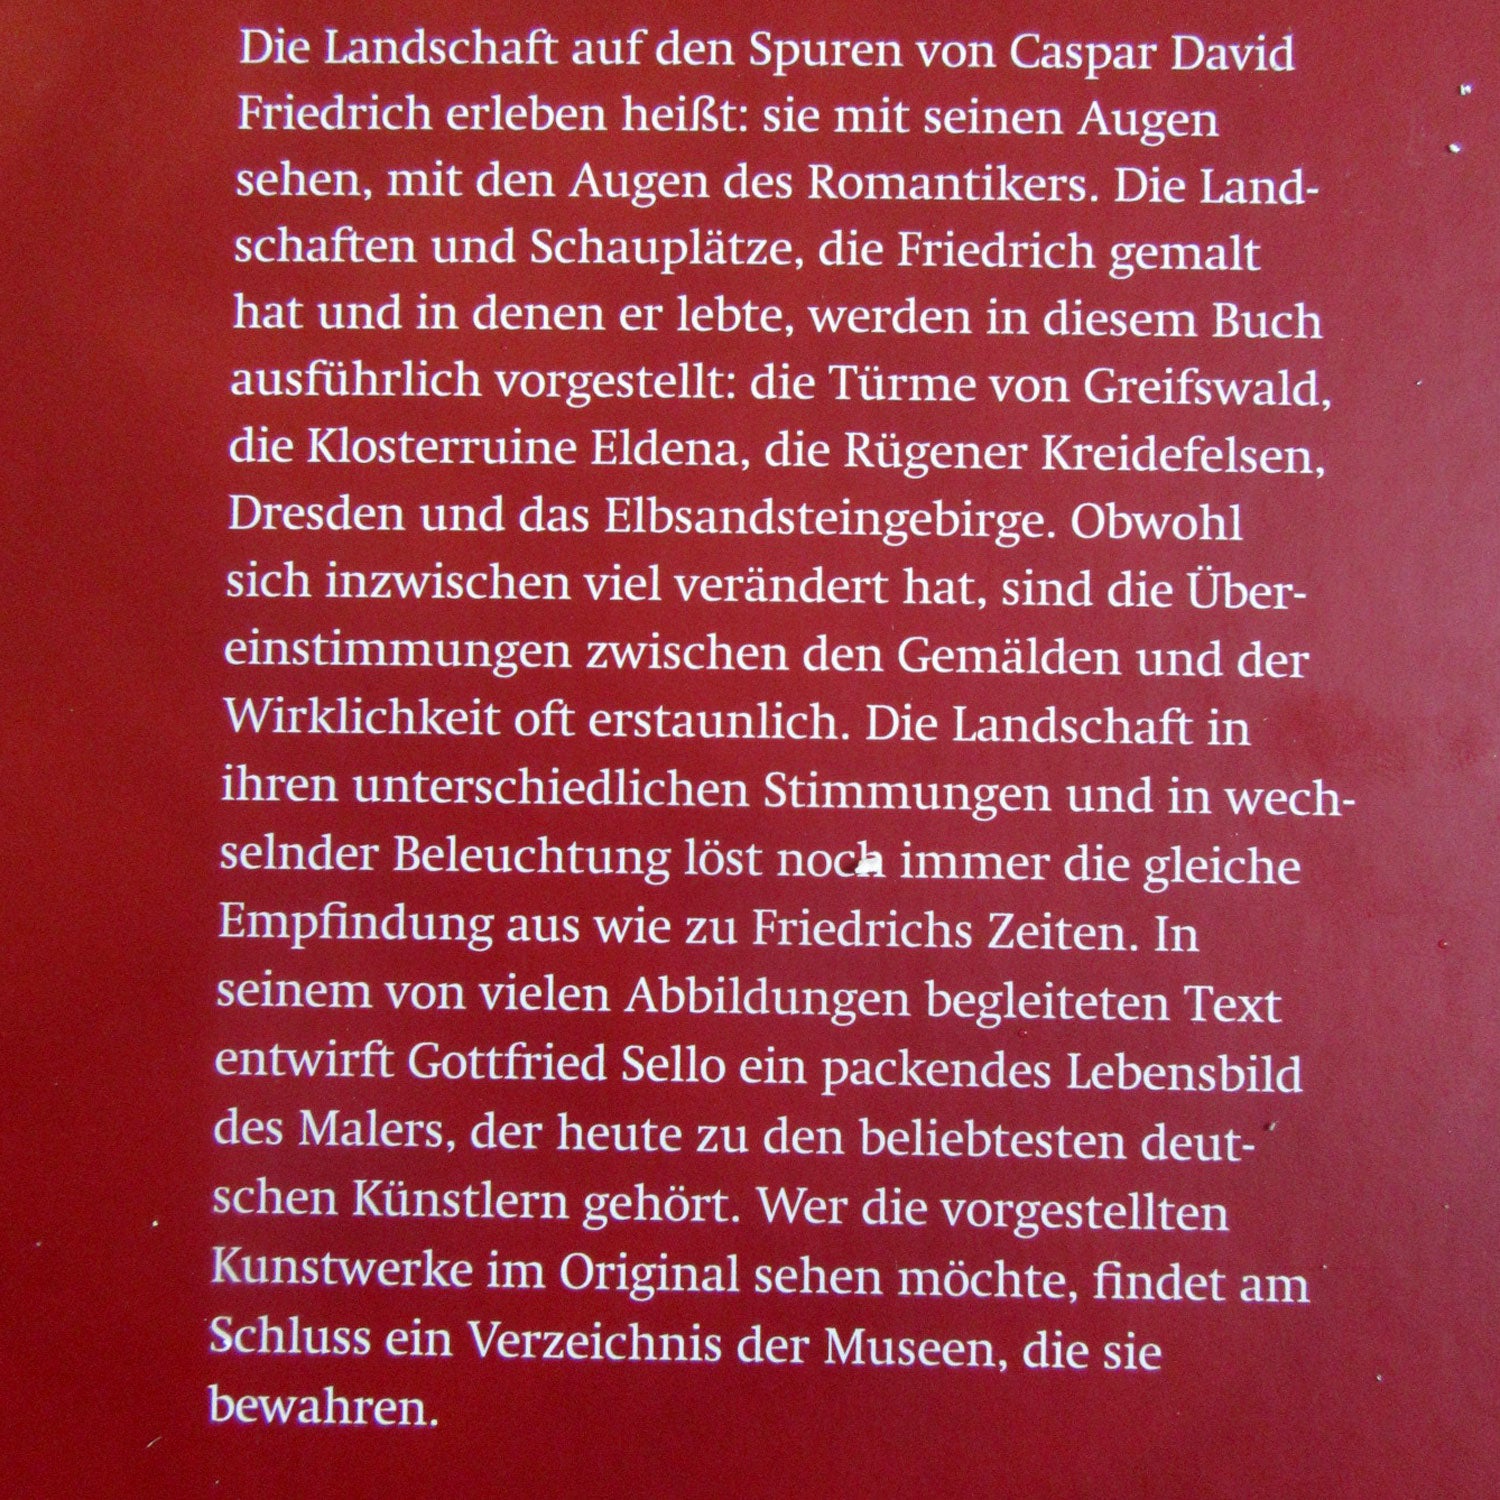 Die Landschaft auf den Spuren von Caspar David
Friedrich erleben heißt: sie mit seinen Augen
sehen, mit den Augen des Romantikers. Die Land-
schaften und Schauplätze, die Friedrich gemalt
hat und in denen er lebte, werden in diesem Buch
ausführlich vorgestellt: die Türme von Greifswald,
die Klosterruine Eldena, die Rügener Kreidefelsen,
Dresden und das Elbsandsteingebirge. Obwohl
sich inzwischen viel verändert hat, sind die Über-
einstimmungen zwischen den Gemälden und der
Wirklichkeit oft erstaunlich. Die Landschaft in
ihren unterschiedlichen Stimmungen und in wech-
selnder Beleuchtung löst noch immer die gleiche
Empfindung aus wie zu Friedrichs Zeiten. In
seinem von vielen Abbildungen begleiteten Text
entwirft Gottfried Sello ein packendes Lebensbild
des Malers, der heute zu den beliebtesten deut-
schen Künstlern gehört. Wer die vorgestellten
Kunstwerke im Original sehen möchte, findet am
Schluss ein Verzeichnis der Museen, die sie
bewahren.